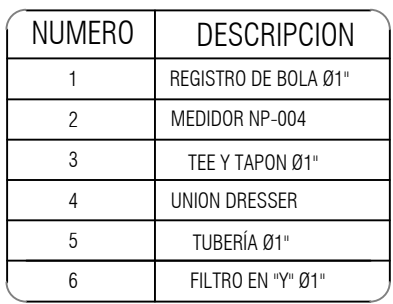 NUMERO DESCRIPCION
1 REGISTRO DE BOLA Ø1"
2 MEDIDOR NP-004
3 TEE Y TAPON Ø1"
4 UNION DRESSER
5 TUBERÍA Ø1"
6 FILTRO EN "Y" Ø1"